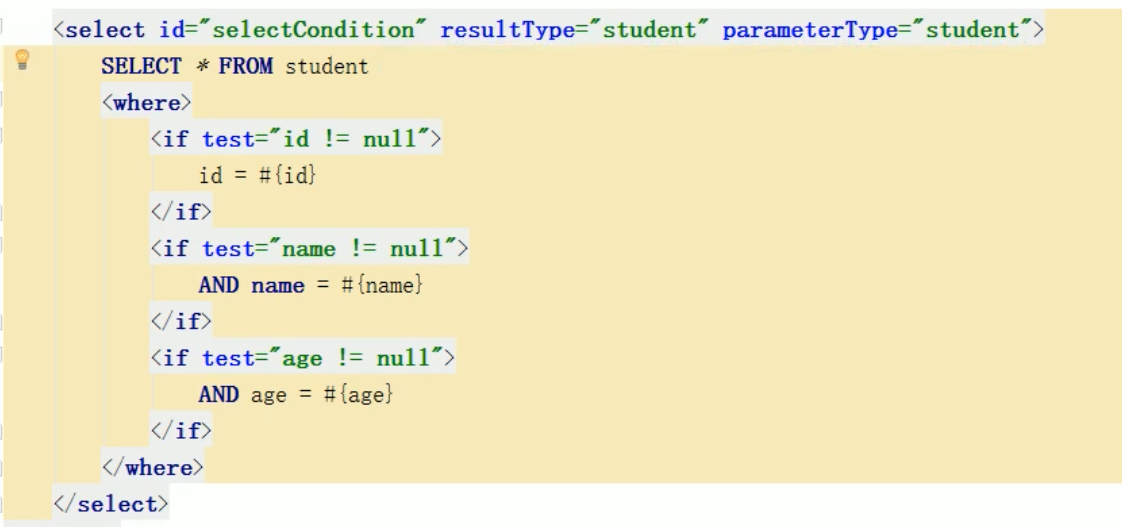 <select id="selectCondition" resultType="student" parameterType="student">
SELECT * FROM student
<where>
<if test="id != null">
id = #{id}
</if>
<if test="name != null">
AND name = #{name}
</if>
<if test="age != null">
AND age = #{age}
</if>
</where>
</select>